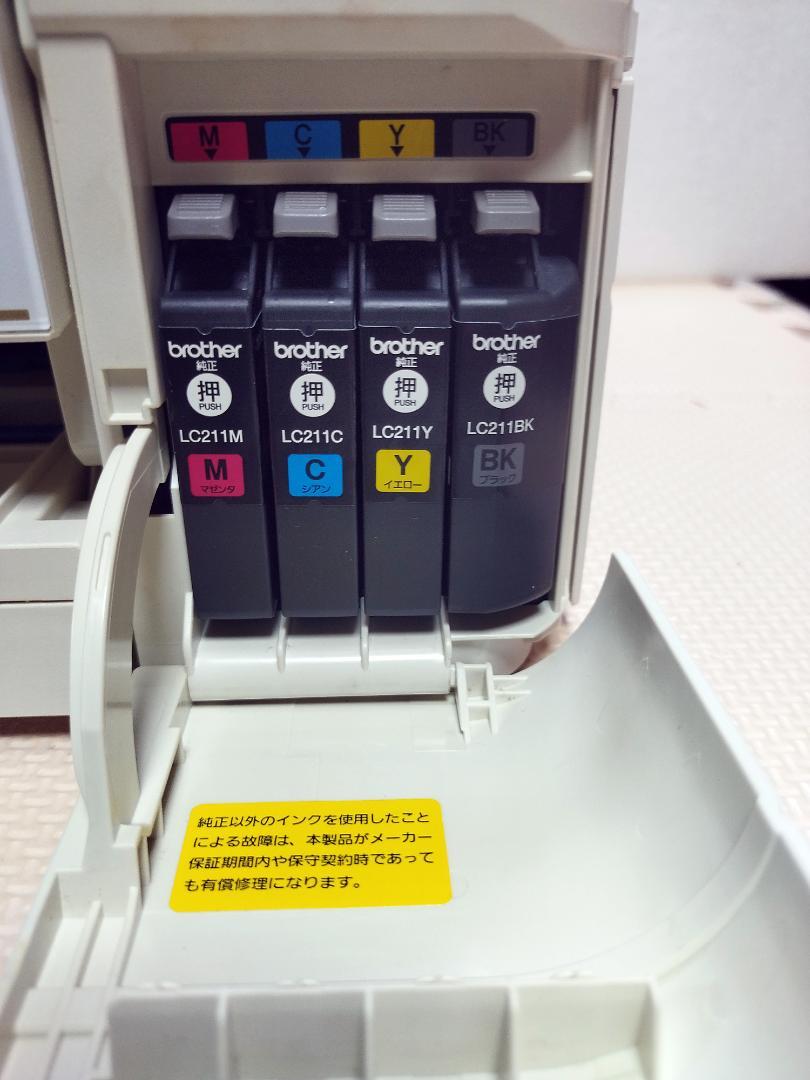 M C Y BK
brother
純正
押
PUSH
LC211M
M
マゼンタ
brother
純正
押
PUSH
LC211C
C
シアン
brother
純正
押
PUSH
LC211Y
Y
イエロー
brother
純正
押
PUSH
LC211BK
BK
ブラック
純正以外のインクを使用したこと
による故障は、本製品がメーカー
保証期間内や保守契約時であって
も有償修理になります。